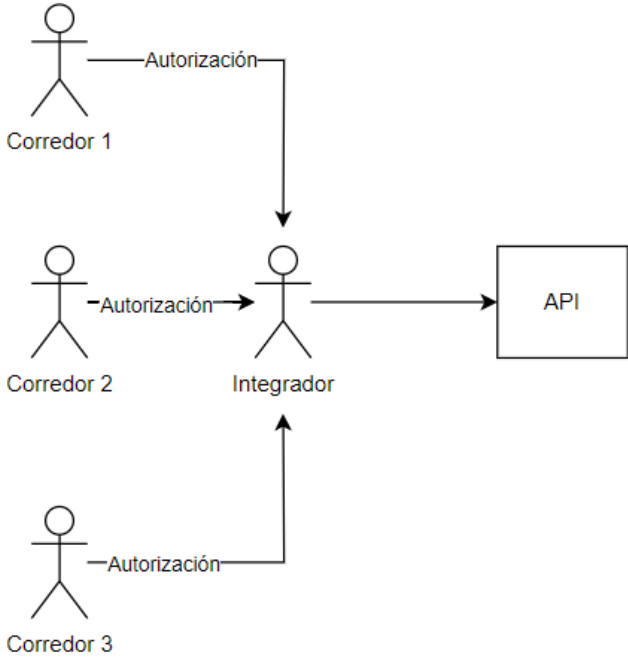 Autorización
Corredor 1
Autorización
API
Corredor 2
Integrador
Autorización
Corredor 3